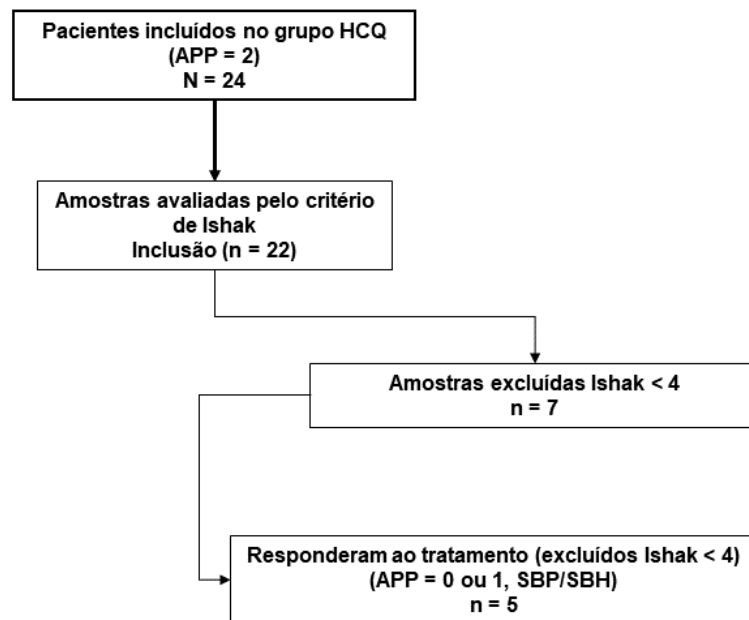 Pacientes incluídos no grupo HCQ
(APP = 2)
N = 24
Amostras avaliadas pelo critério
de Ishak
Inclusão (n = 22)
Amostras excluídas Ishak < 4
n = 7
Responderam ao tratamento (excluídos Ishak < 4)
(APP = 0 ou 1, SBP/SBH)
n = 5